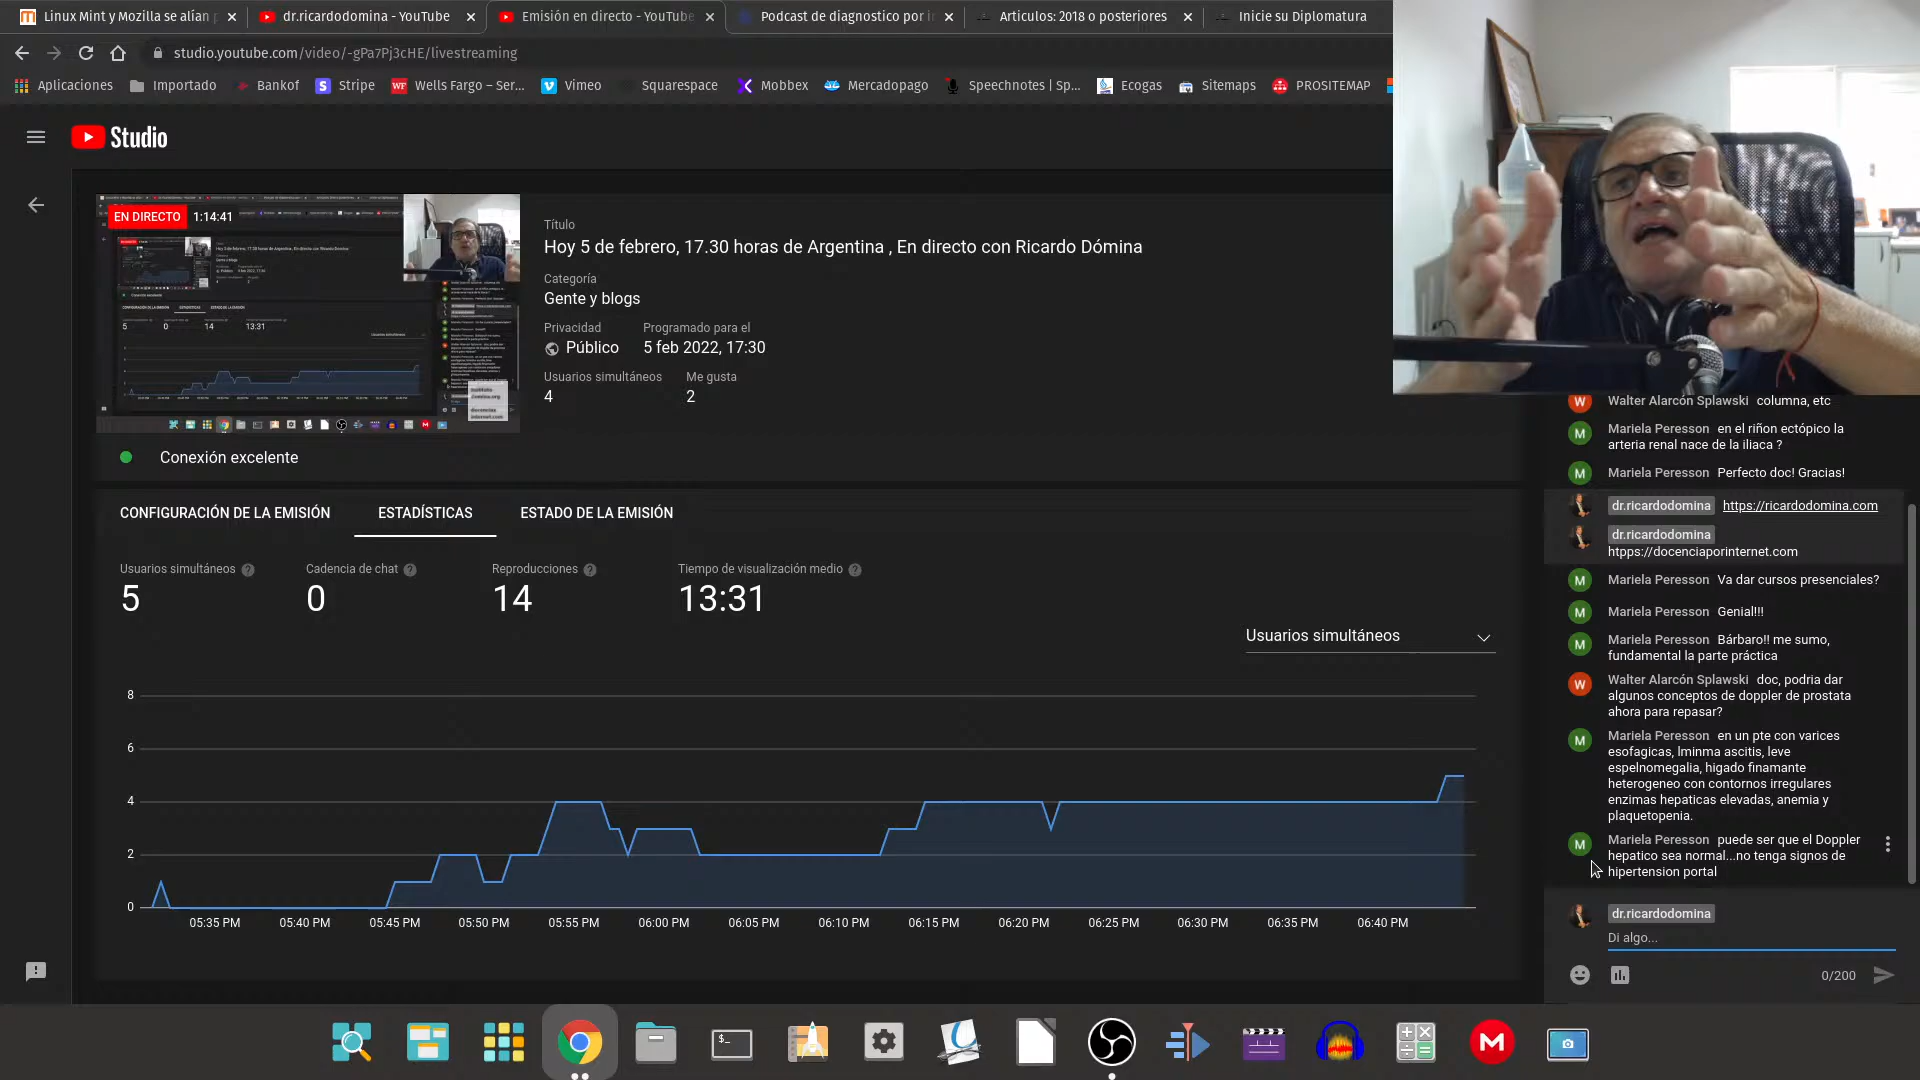 Linux Mint y Mozilla se alían p
dr.ricardodomina - YouTube
Emisión en directo - YouTube
Podcast de diagnostico por i
Articulos: 2018 o posteriores
Inicie su Diplomatura
studio.youtube.com/video/-gPa7Pj3cHE/livestreaming
Aplicaciones
Importado
Bankof
Stripe
Wells Fargo – Ser...
Vimeo
Squarespace
Mobbex
Mercadopago
Speechnotes | Sp...
Ecogas
Sitemaps
PROSITEMAP
Studio
EN DIRECTO 1:14:41
Título
Hoy 5 de febrero, 17.30 horas de Argentina , En directo con Ricardo Dómina
Categoría
Gente y blogs
Privacidad
Público
Programado para el
5 feb 2022, 17:30
Usuarios simultáneos
4
Me gusta
2
Conexión excelente
CONFIGURACIÓN DE LA EMISIÓN
ESTADÍSTICAS
ESTADO DE LA EMISIÓN
Usuarios simultáneos
5
Cadencia de chat
0
Reproducciones
14
Tiempo de visualización medio
13:31
Usuarios simultáneos
8
6
4
2
0
05:35 PM
05:40 PM
05:45 PM
05:50 PM
05:55 PM
06:00 PM
06:05 PM
06:10 PM
06:15 PM
06:20 PM
06:25 PM
06:30 PM
06:35 PM
06:40 PM
Walter Alarcón Splawski columna, etc
Mariela Peresson en el riñon ectópico la
arteria renal nace de la iliaca ?
Mariela Peresson Perfecto doc! Gracias!
dr.ricardodomina https://ricardodomina.com
dr.ricardodomina
htpps://docenciaporinternet.com
Mariela Peresson Va dar cursos presenciales?
Mariela Peresson Genial!!!
Mariela Peresson Bárbaro!! me sumo,
fundamental la parte práctica
Walter Alarcón Splawski doc, podria dar
algunos conceptos de doppler de prostata
ahora para repasar?
Mariela Peresson en un pte con varices
esofagicas, lminma ascitis, leve
espelnomegalia, higado finamante
heterogeneo con contornos irregulares
enzimas hepaticas elevadas, anemia y
plaquetopenia.
Mariela Peresson puede ser que el Doppler
hepatico sea normal...no tenga signos de
hipertension portal
dr.ricardodomina
Di algo...
0/200